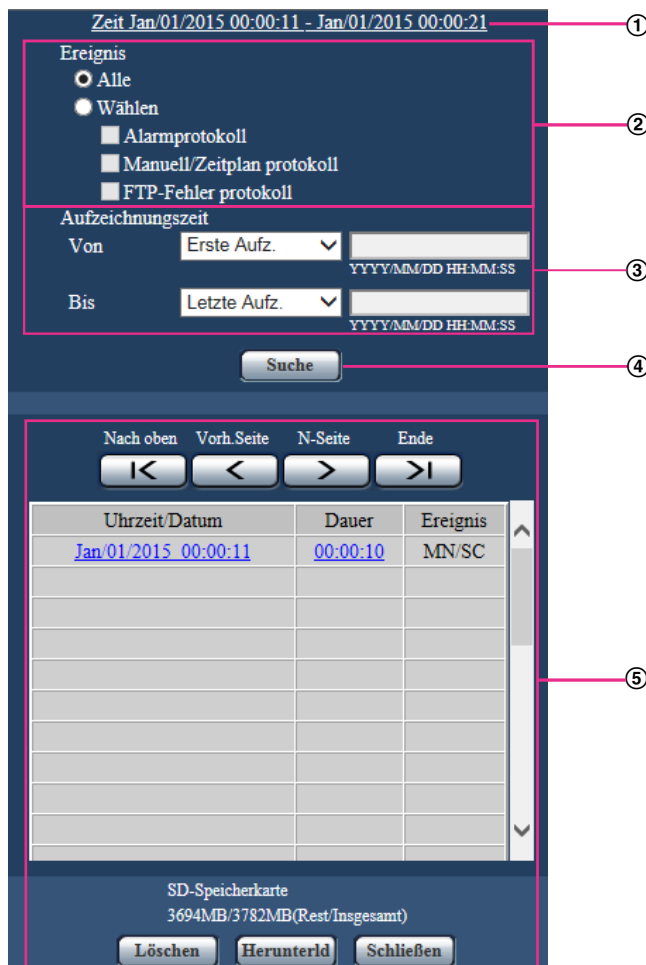 Zeit Jan/01/2015 00:00:11 - Jan/01/2015 00:00:21 ①
Ereignis
Alle
Wählen ②
Alarmprotokoll
Manuell/Zeitplan protokoll
FTP-Fehler protokoll
Aufzeichnungszeit
Von Erste Aufz.
YYYY/MM/DD HH:MM:SS ③
Bis Letzte Aufz.
YYYY/MM/DD HH:MM:SS
Suche ④
Nach oben Vorh.Seite N-Seite Ende
Uhrzeit/Datum Dauer Ereignis
Jan/01/2015 00:00:11 00:00:10 MN/SC
⑤
SD-Speicherkarte
3694MB/3782MB(Rest/Insgesamt)
Löschen Herunterld Schließen